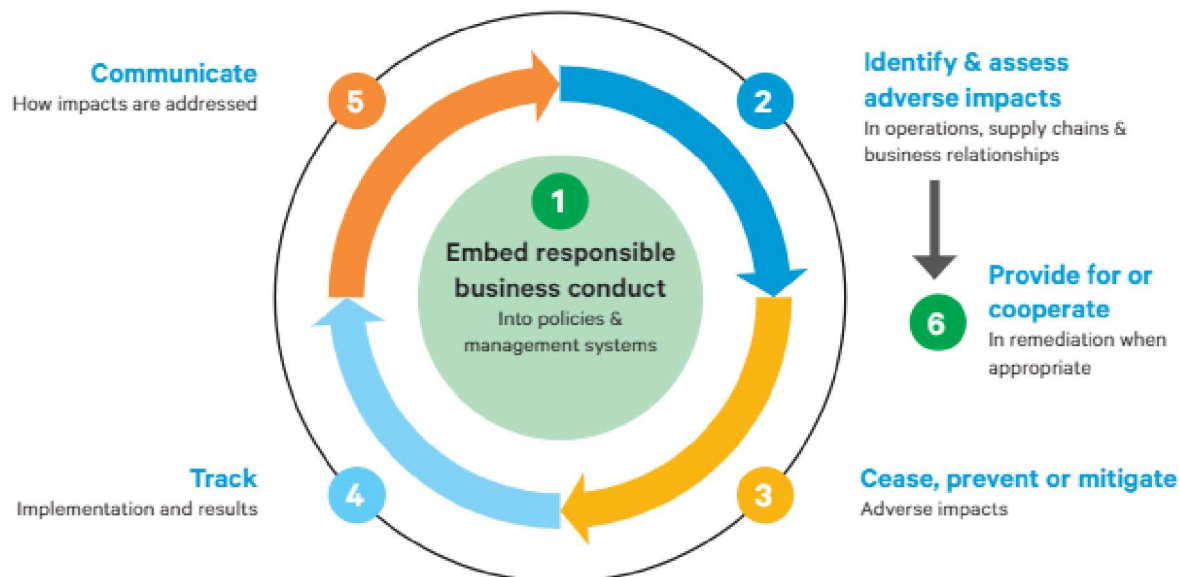 Communicate
How impacts are addressed
5
2
Identify & assess
adverse impacts
In operations, supply chains &
business relationships
1
Embed responsible
business conduct
Into policies &
management systems
6
Provide for or
cooperate
In remediation when
appropriate
Track
Implementation and results
4
3
Cease, prevent or mitigate
Adverse impacts